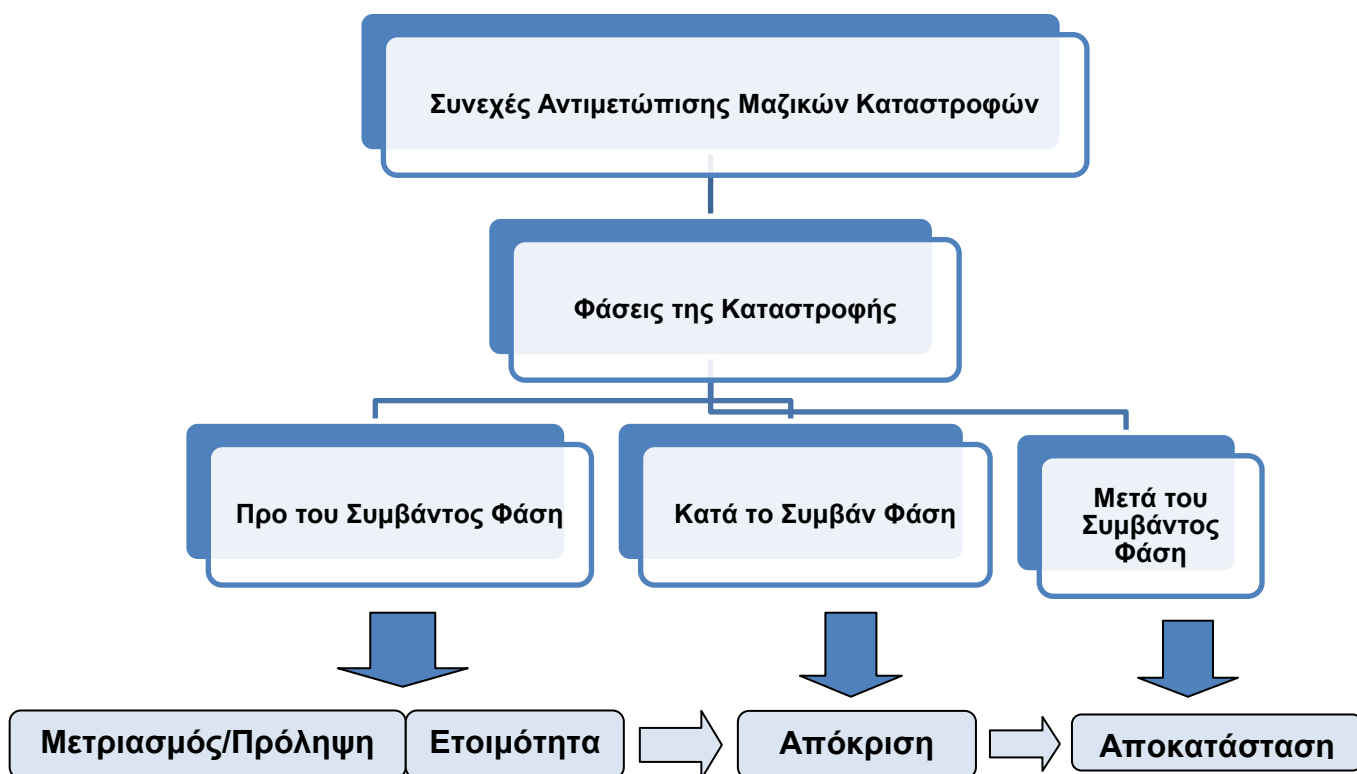 Συνεχές Αντιμετώπισης Μαζικών Καταστροφών
Φάσεις της Καταστροφής
Προ του Συμβάντος Φάση
Κατά το Συμβάν Φάση
Μετά του
Συμβάντος
Φάση
Μετριασμός/Πρόληψη
Ετοιμότητα
Απόκριση
Αποκατάσταση